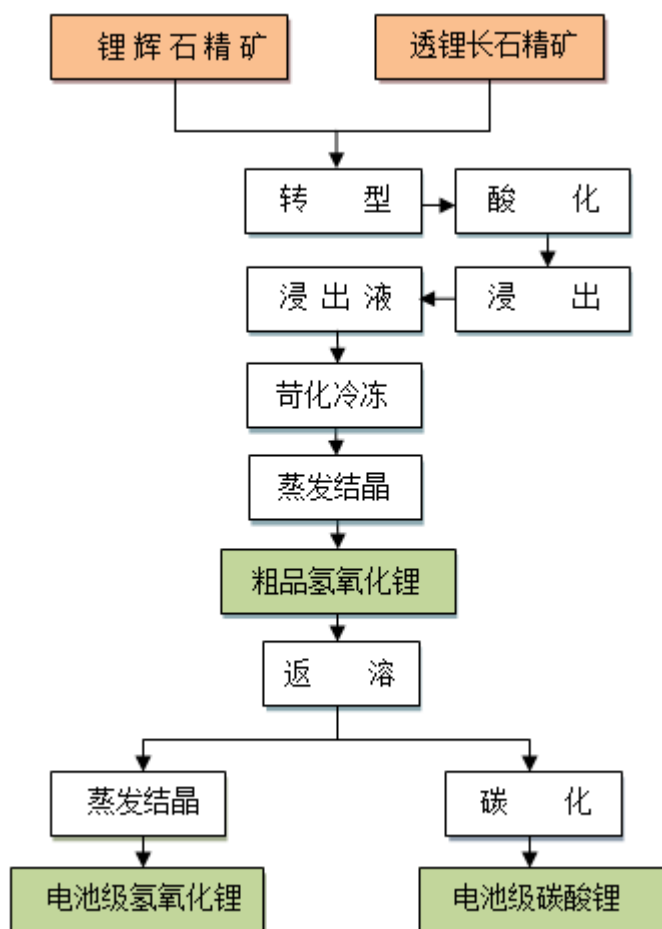 锂辉石精矿
透锂长石精矿
转型
酸化
浸出液
浸出
苛化冷冻
蒸发结晶
粗品氢氧化锂
返溶
蒸发结晶
碳化
电池级氢氧化锂
电池级碳酸锂